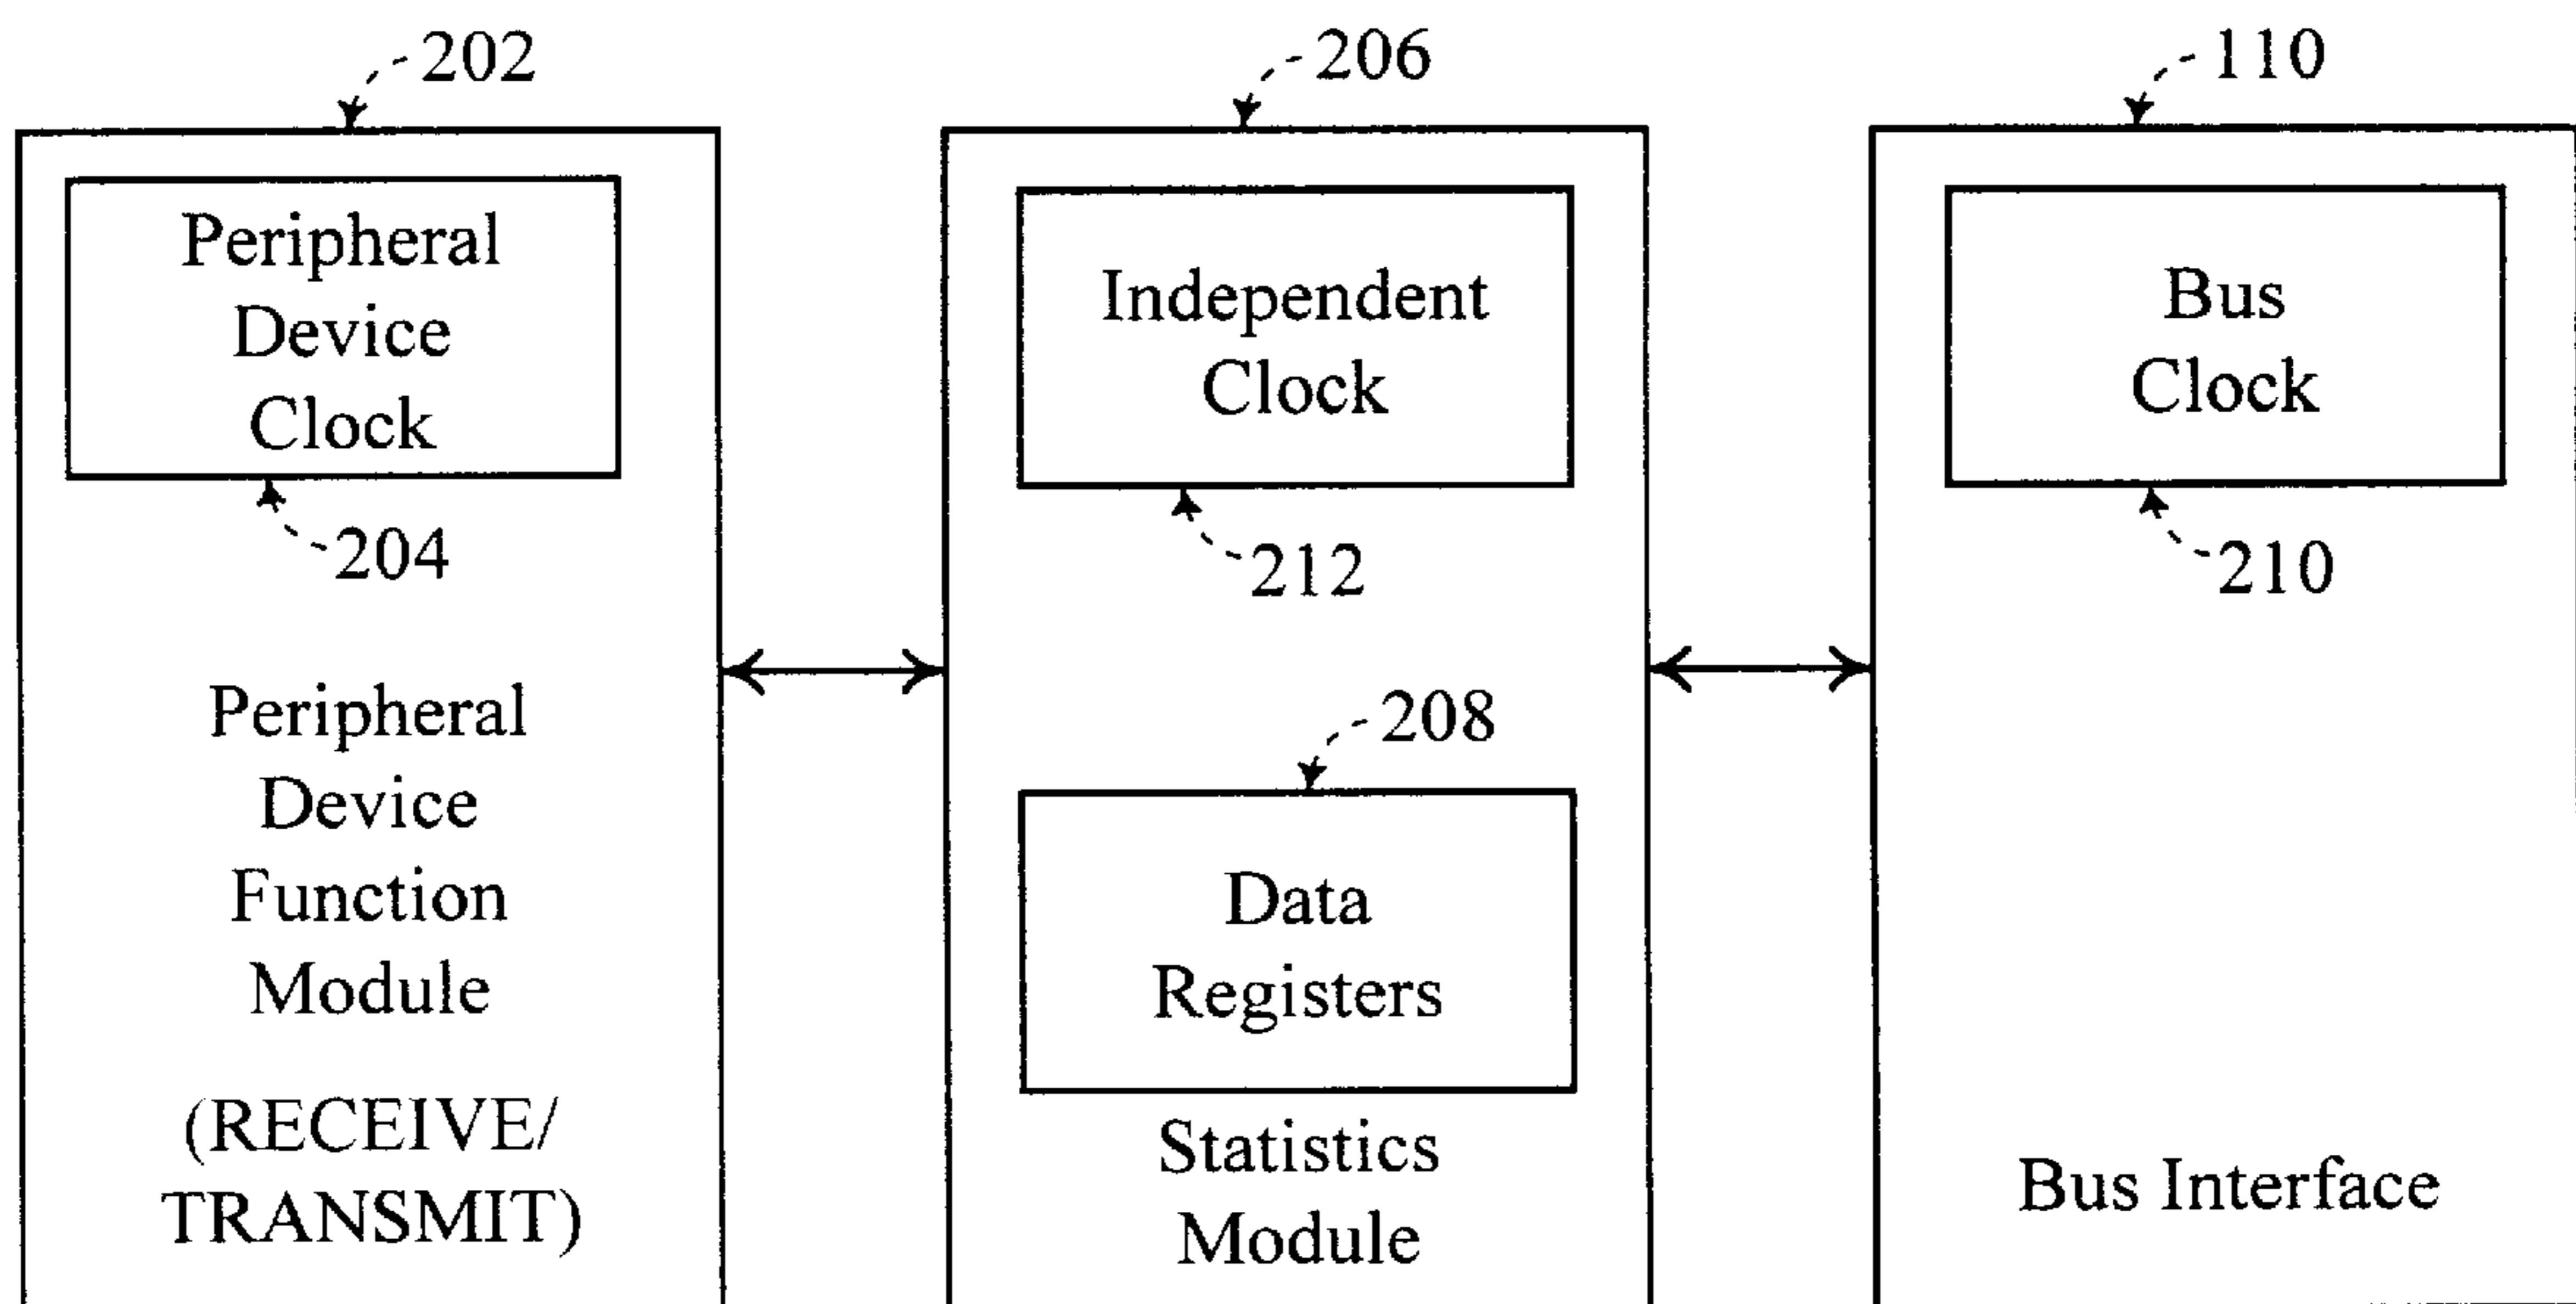 202
Peripheral
Device
Clock
204
Peripheral
Device
Function
Module
(RECEIVE/
TRANSMIT)
206
Independent
Clock
212
208
Data
Registers
Statistics
Module
110
Bus
Clock
210
Bus Interface